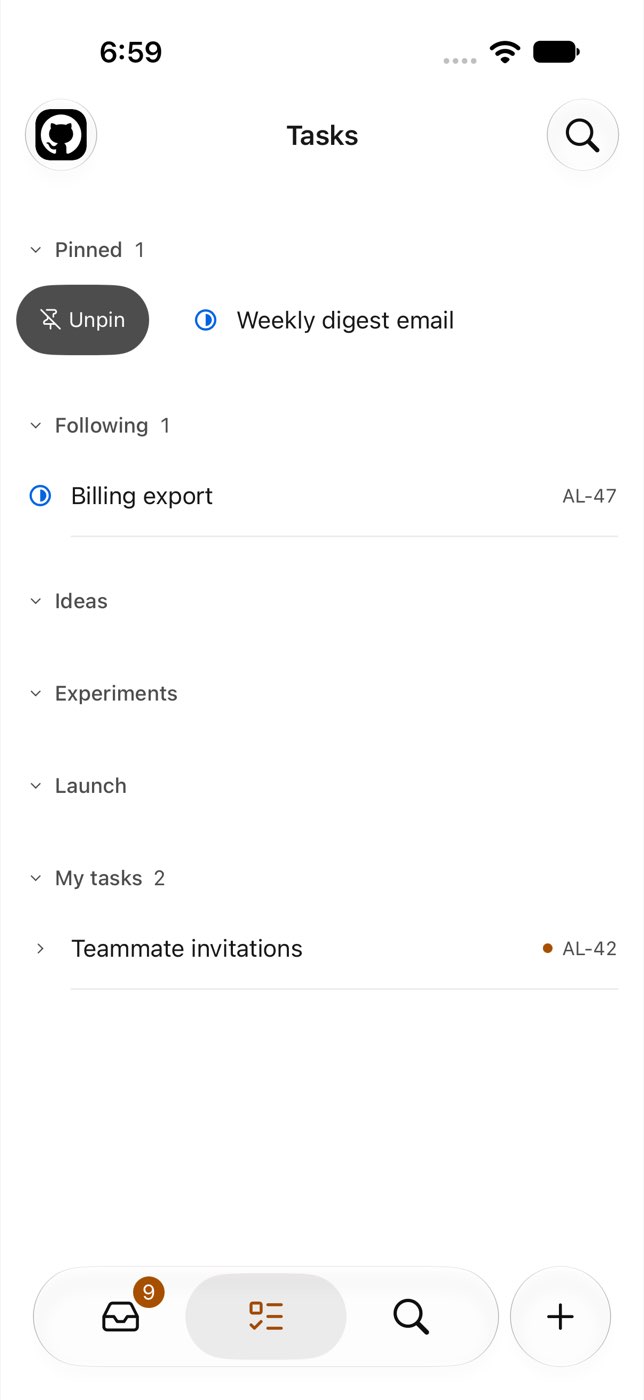 6:59
Tasks
Pinned 1
Unpin
Weekly digest email
Following 1
Billing export AL-47
Ideas
Experiments
Launch
My tasks 2
Teammate invitations AL-42
9